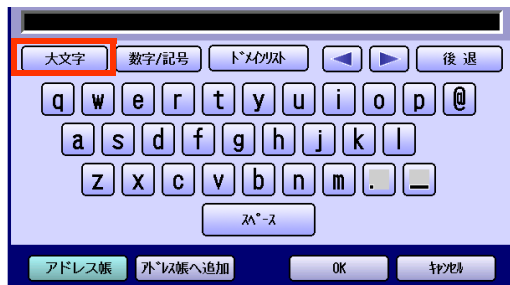 大文字 数字/記号 ﾄﾞﾒｲﾝﾘｽﾄ 後 退
q w e r t y u i o p @
a s d f g h j k l
z x c v b n m . _
ｽﾍﾟｰｽ
アドレス帳 ｱﾄﾞﾚｽ帳へ追加 OK ｷｬﾝｾﾙ